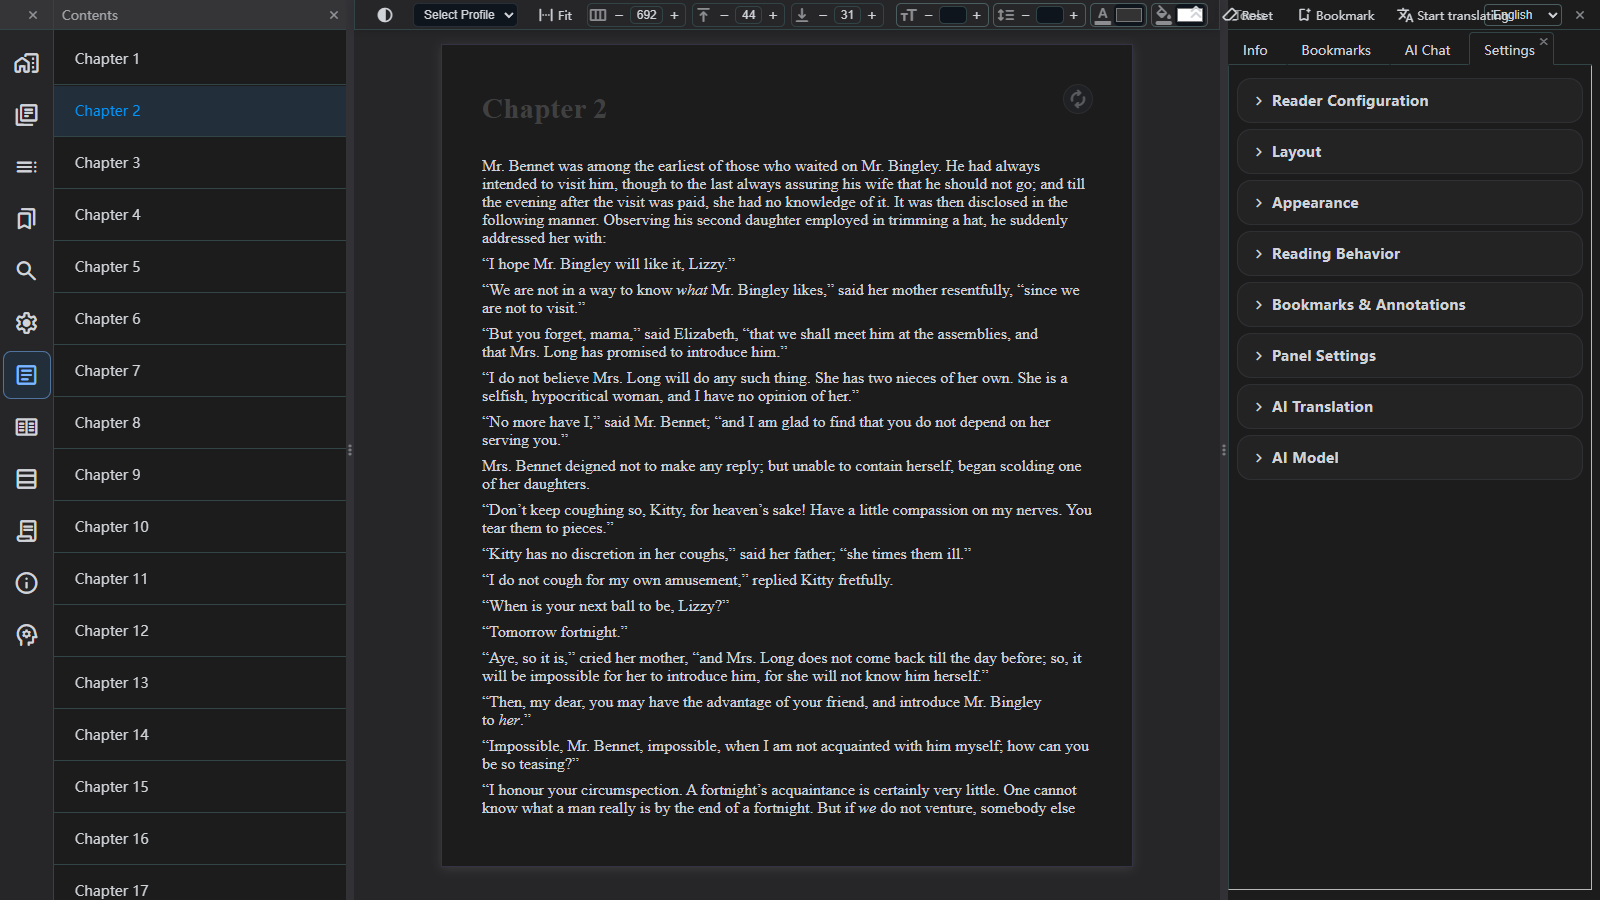 Contents
Select Profile
Fit
692
44
31
Reset
Bookmark
Start translating
English
Chapter 1
Chapter 2
Chapter 3
Chapter 4
Chapter 5
Chapter 6
Chapter 7
Chapter 8
Chapter 9
Chapter 10
Chapter 11
Chapter 12
Chapter 13
Chapter 14
Chapter 15
Chapter 16
Chapter 17
Chapter 2
Mr. Bennet was among the earliest of those who waited on Mr. Bingley. He had always
intended to visit him, though to the last always assuring his wife that he should not go; and till
the evening after the visit was paid, she had no knowledge of it. It was then disclosed in the
following manner. Observing his second daughter employed in trimming a hat, he suddenly
addressed her with:
“I hope Mr. Bingley will like it, Lizzy.”
“We are not in a way to know what Mr. Bingley likes,” said her mother resentfully, “since we
are not to visit.”
“But you forget, mama,” said Elizabeth, “that we shall meet him at the assemblies, and
that Mrs. Long has promised to introduce him.”
“I do not believe Mrs. Long will do any such thing. She has two nieces of her own. She is a
selfish, hypocritical woman, and I have no opinion of her.”
“No more have I,” said Mr. Bennet; “and I am glad to find that you do not depend on her
serving you.”
Mrs. Bennet deigned not to make any reply; but unable to contain herself, began scolding one
of her daughters.
“Don’t keep coughing so, Kitty, for heaven’s sake! Have a little compassion on my nerves. You
tear them to pieces.”
“Kitty has no discretion in her coughs,” said her father; “she times them ill.”
“I do not cough for my own amusement,” replied Kitty fretfully.
“When is your next ball to be, Lizzy?”
“Tomorrow fortnight.”
“Aye, so it is,” cried her mother, “and Mrs. Long does not come back till the day before; so, it
will be impossible for her to introduce him, for she will not know him herself.”
“Then, my dear, you may have the advantage of your friend, and introduce Mr. Bingley
to her.”
“Impossible, Mr. Bennet, impossible, when I am not acquainted with him myself; how can you
be so teasing?”
“I honour your circumspection. A fortnight’s acquaintance is certainly very little. One cannot
know what a man really is by the end of a fortnight. But if we do not venture, somebody else
Info
Bookmarks
AI Chat
Settings
Reader Configuration
Layout
Appearance
Reading Behavior
Bookmarks & Annotations
Panel Settings
AI Translation
AI Model